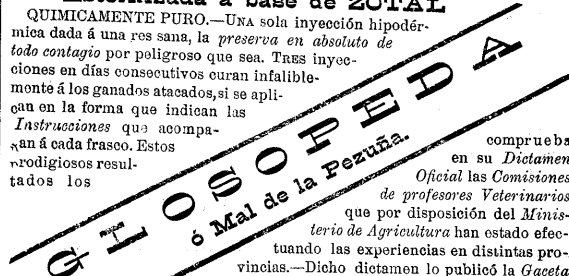 á base de ZOTAL
QUIMICAMENTE PURO.—UNA sola inyección hipodér-
mica dada á una res sana, la preserva en absoluto de
todo contagio por peligroso que sea. TRES inyec-
ciones en días consecutivos curan infalible-
mente á los ganados atacados, si se apli-
can en la forma que indican las
Instrucciones que acompa-
ñan á cada frasco. Estos
prodigiosos resul-
tados los
GLOSOPEDA
ó Mal de la Pezuña.
comprueba
en su Dictamen
Oficial las Comisiones
de profesores Veterinarios
que por disposición del Minis-
terio de Agricultura han estado efec-
tuando las experiencias en distintas pro-
vincias.—Dicho dictamen lo publicó la Gaceta